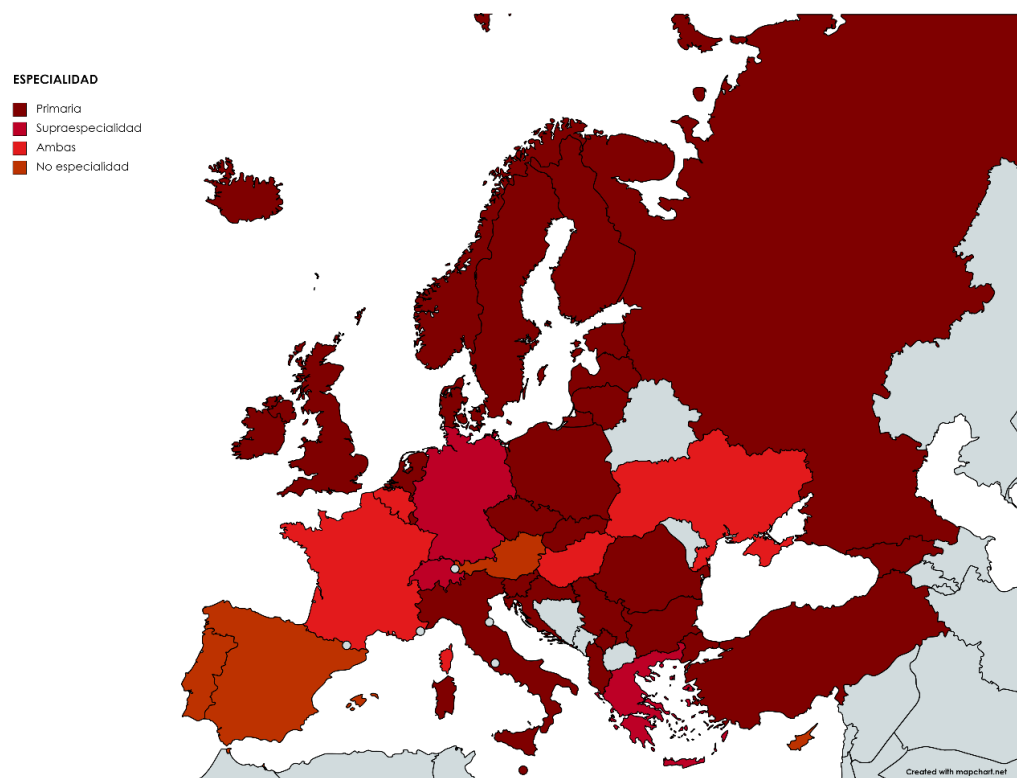 ESPECIALIDAD
Primaria
Supraespecialidad
Ambas
No especialidad
Created with mapchart.net